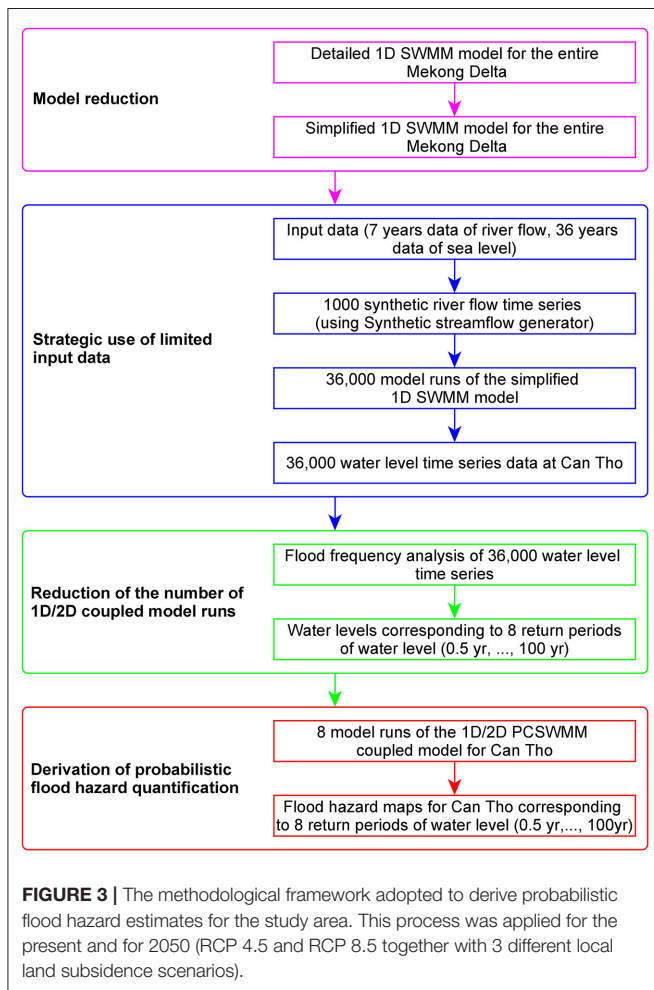 Model reduction
Detailed 1D SWMM model for the entire
Mekong Delta
Simplified 1D SWMM model for the entire
Mekong Delta
Strategic use of limited
input data
Input data (7 years data of river flow, 36 years
data of sea level)
1000 synthetic river flow time series
(using Synthetic streamflow generator)
36,000 model runs of the simplified
1D SWMM model
36,000 water level time series data at Can Tho
Reduction of the number of
1D/2D coupled model runs
Flood frequency analysis of 36,000 water level
time series
Water levels corresponding to 8 return periods
of water level (0.5 yr, ..., 100 yr)
Derivation of probabilistic
flood hazard quantification
8 model runs of the 1D/2D PCSWMM
coupled model for Can Tho
Flood hazard maps for Can Tho corresponding
to 8 return periods of water level (0.5 yr,..., 100yr)
FIGURE 3 | The methodological framework adopted to derive probabilistic
flood hazard estimates for the study area. This process was applied for the
present and for 2050 (RCP 4.5 and RCP 8.5 together with 3 different local
land subsidence scenarios).